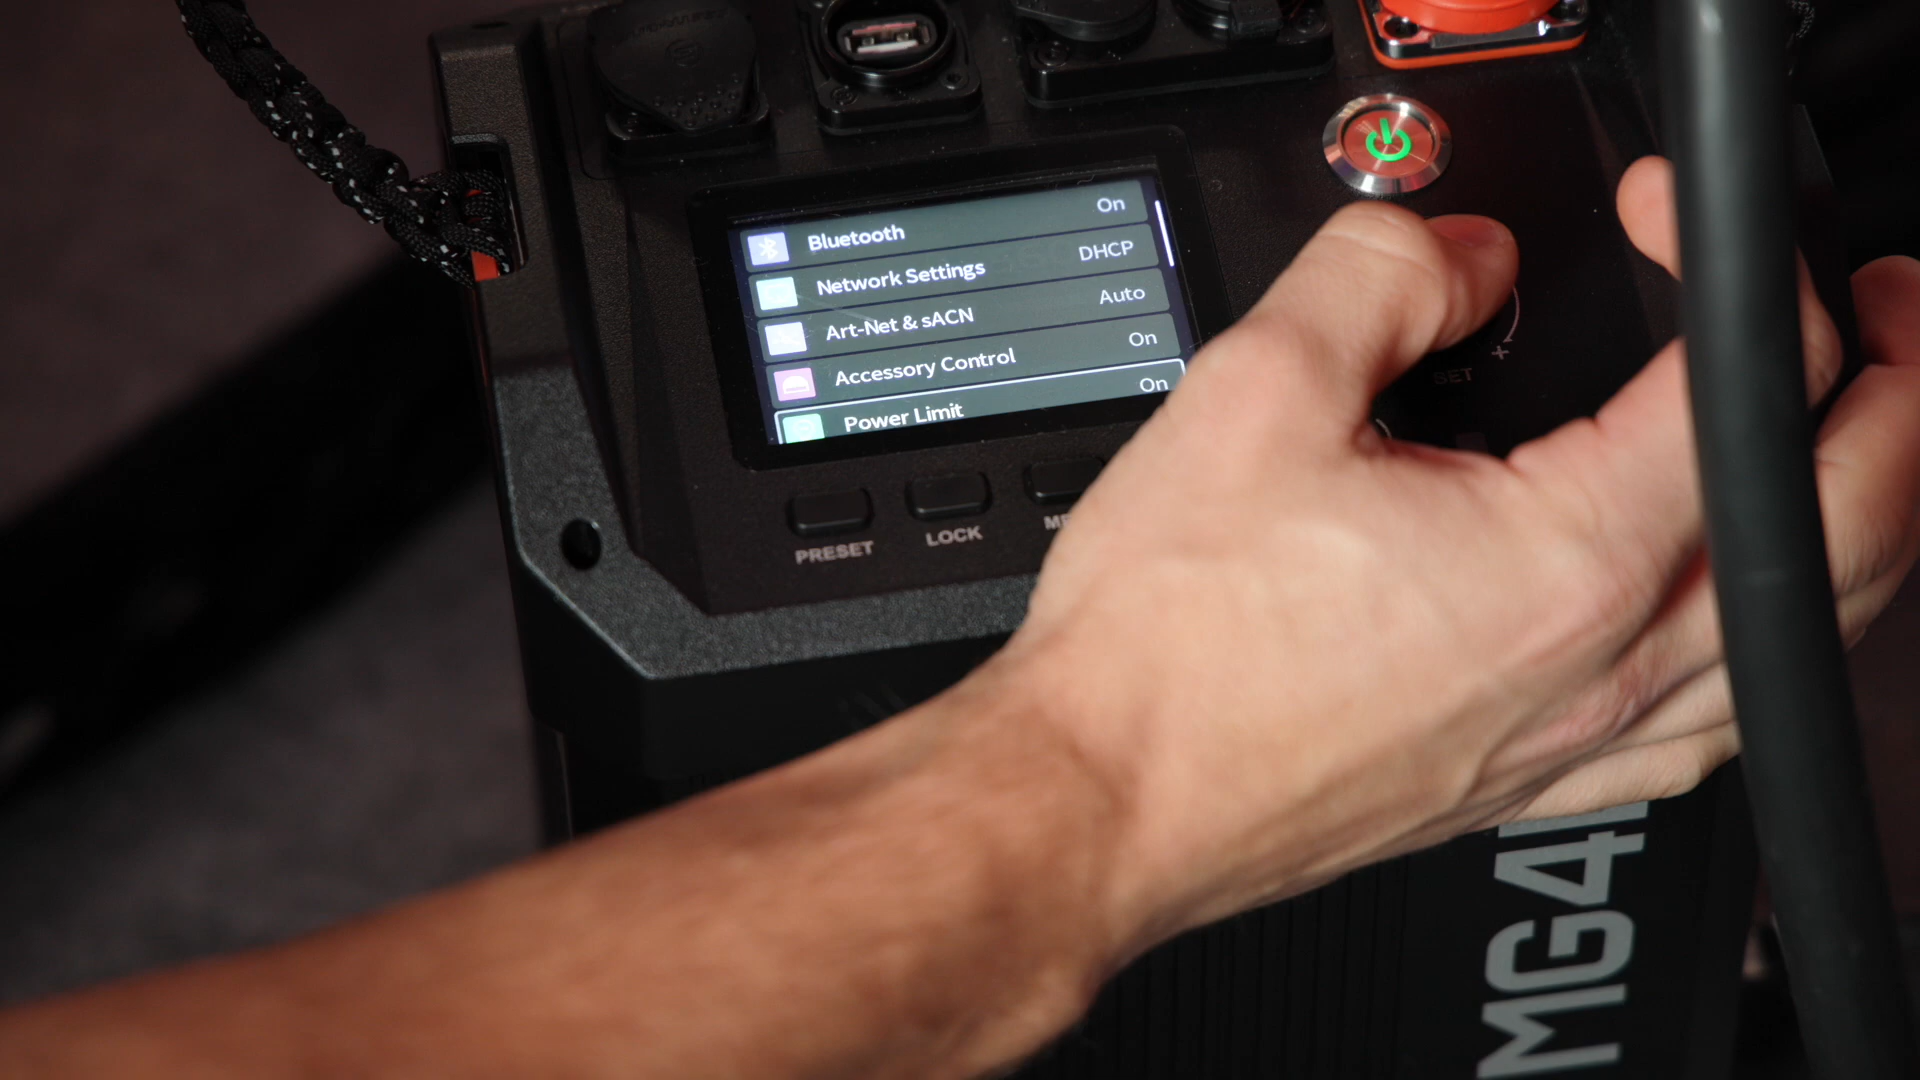 Bluetooth On
Network Settings DHCP
Art-Net & sACN Auto
Accessory Control On
Power Limit On
PRESET
LOCK
SET
+
MG4